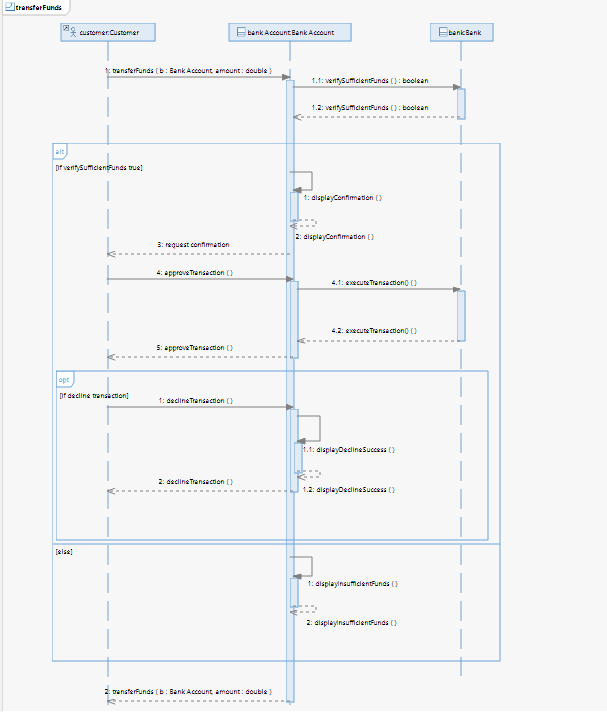 transferFunds
customer:Customer
bank Account:Bank Account
bank:Bank
1: transferFunds ( b : Bank Account, amount : double )
1.1: verifySufficientFunds ( ) : boolean
1.2: verifySufficientFunds ( ) : boolean
alt
[if verifySufficientFunds true]
1: displayConfirmation ( )
2: displayConfirmation ( )
3: request confirmation
4: approveTransaction ( )
4.1: executeTransaction() ( )
4.2: executeTransaction() ( )
5: approveTransaction ( )
opt
[if decline transaction]
1: declineTransaction ( )
1.1: displayDeclineSuccess ( )
2: declineTransaction ( )
1.2: displayDeclineSuccess ( )
[else]
1: displayInsufficientFunds ( )
2: displayInsufficientFunds ( )
2: transferFunds ( b : Bank Account, amount : double )